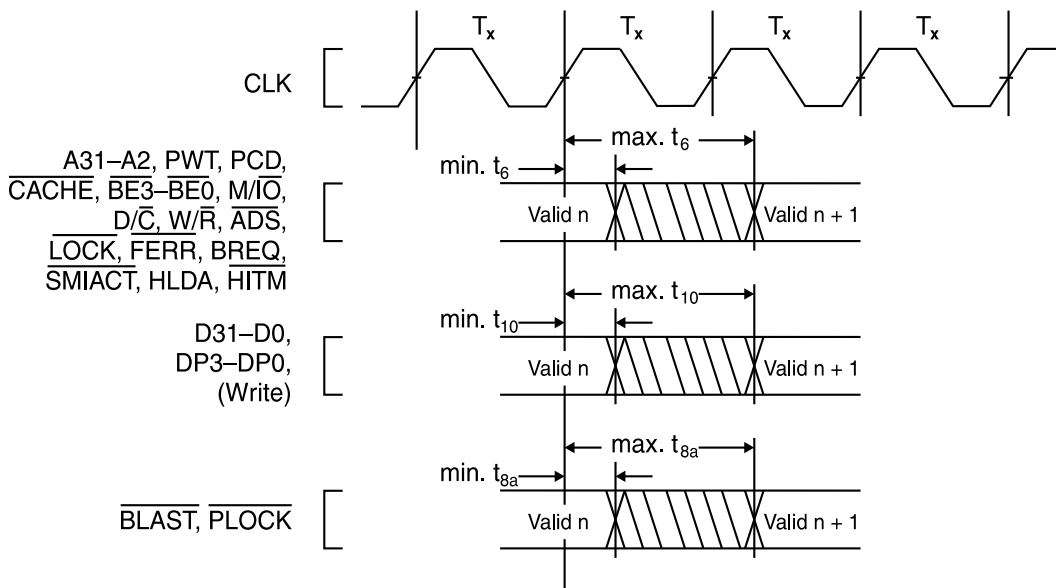 Tx Tx Tx Tx
CLK
A31–A2, PWT, PCD,
CACHE, BE3–BE0, M/IO,
D/C, W/R, ADS,
LOCK, FERR, BREQ,
SMIACT, HLDA, HITM
max. t6
min. t6
Valid n Valid n + 1
D31–D0,
DP3–DP0,
(Write)
max. t10
min. t10
Valid n Valid n + 1
max. t8a
min. t8a
BLAST, PLOCK
Valid n Valid n + 1